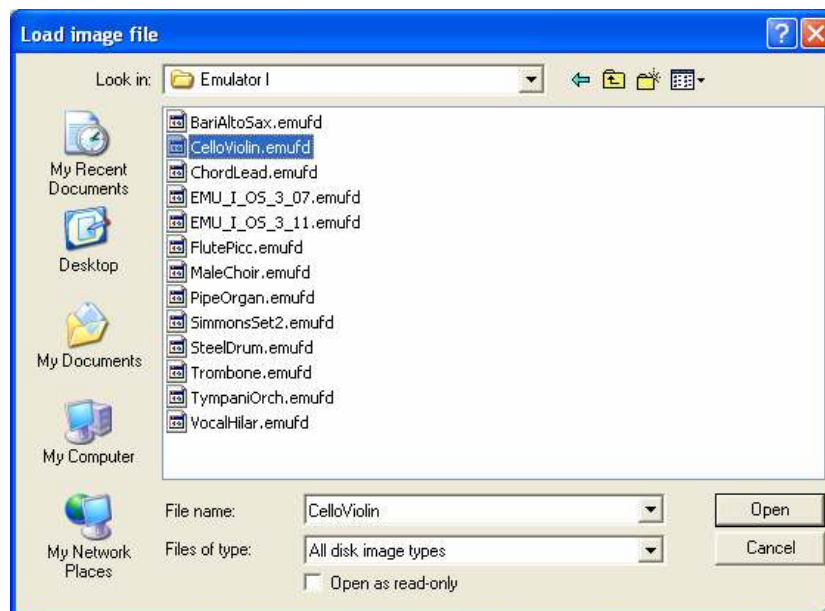 Load image file
Look in:
Emulator I
My Recent
Documents
Desktop
My Documents
My Computer
My Network
Places
BariAltoSax.emufd
CelloViolin.emufd
ChordLead.emufd
EMU_I_OS_3_07.emufd
EMU_I_OS_3_11.emufd
FlutePicc.emufd
MaleChoir.emufd
PipeOrgan.emufd
SimmonsSet2.emufd
SteelDrum.emufd
Trombone.emufd
TympaniOrch.emufd
VocalHilar.emufd
File name:
CelloViolin
Open
Files of type:
All disk image types
Cancel
Open as read-only